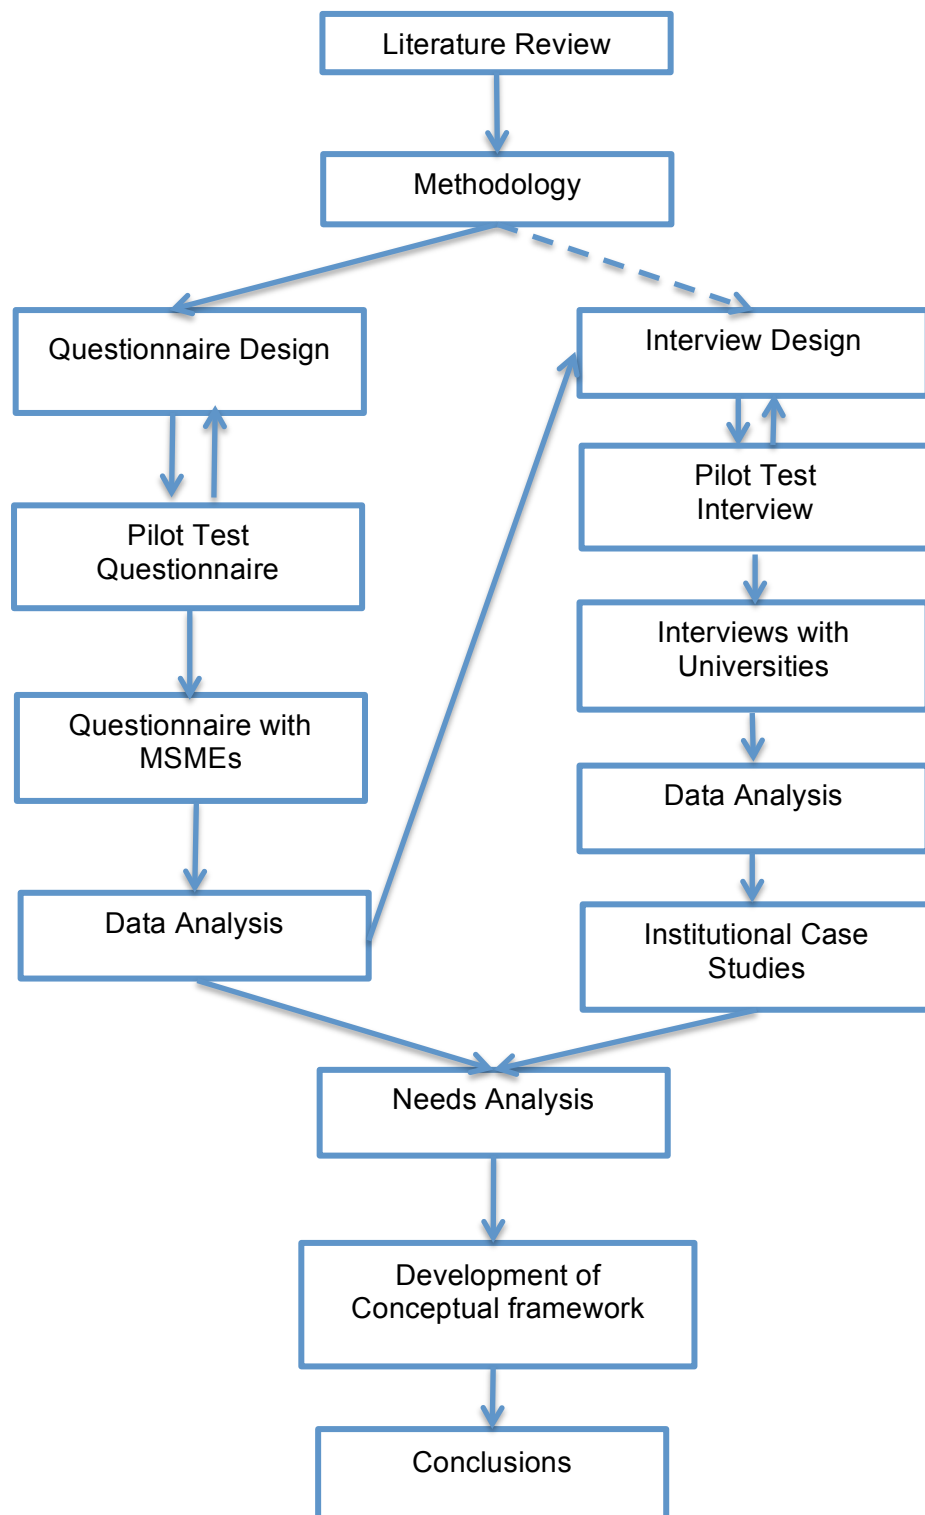 Literature Review
Methodology
Questionnaire Design
Interview Design
Pilot Test
Questionnaire
Pilot Test
Interview
Questionnaire with
MSMEs
Interviews with
Universities
Data Analysis
Data Analysis
Institutional Case
Studies
Needs Analysis
Development of
Conceptual framework
Conclusions